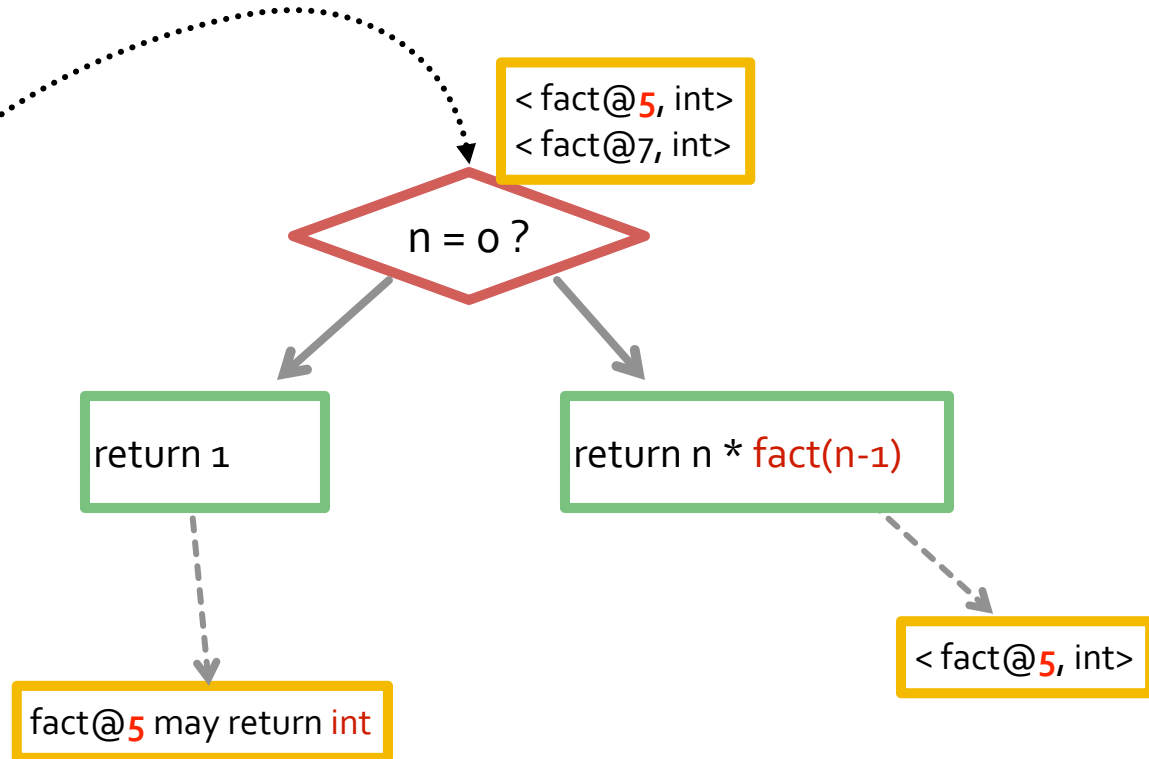 < fact@5, int>
< fact@7, int>
n = 0 ?
return 1
return n * fact(n-1)
< fact@5, int>
fact@5 may return int